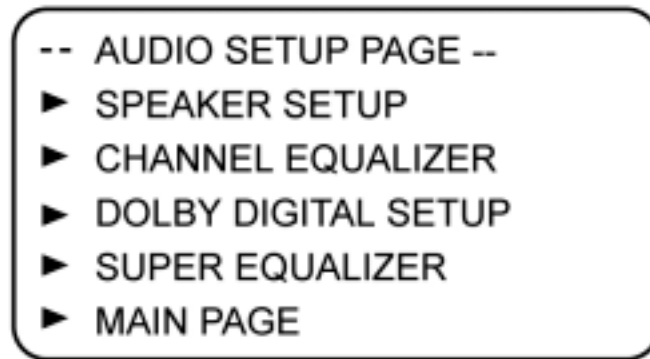 -- AUDIO SETUP PAGE --
► SPEAKER SETUP
► CHANNEL EQUALIZER
► DOLBY DIGITAL SETUP
► SUPER EQUALIZER
► MAIN PAGE